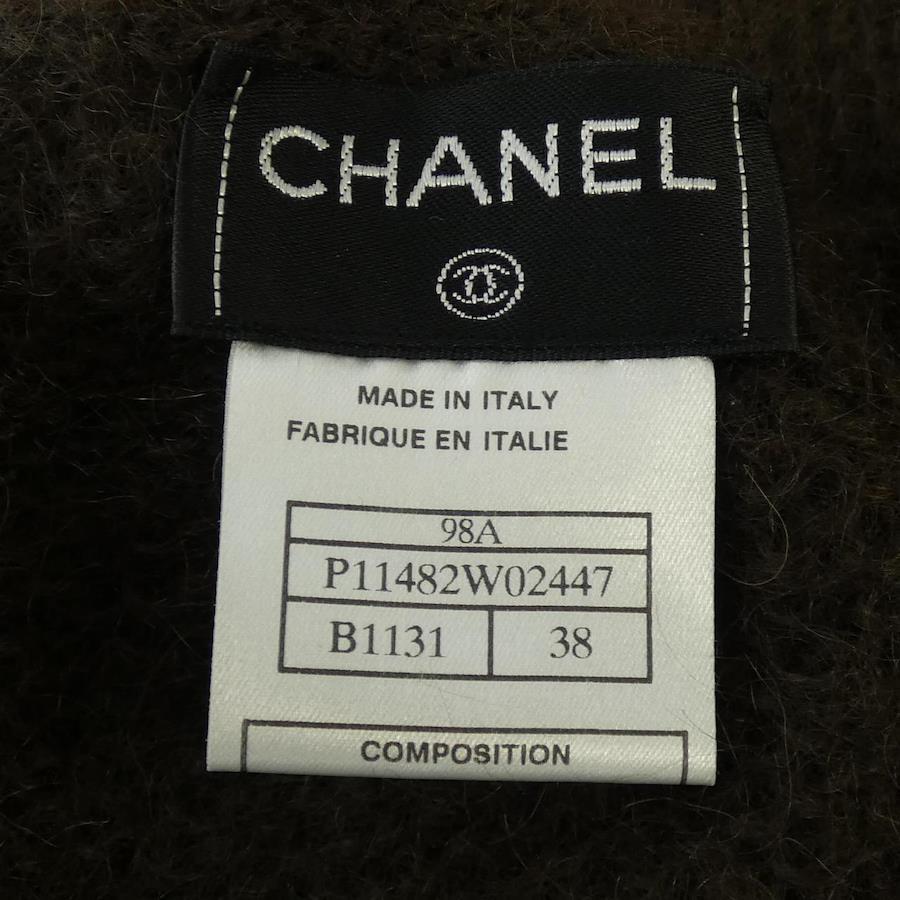 CHANEL
MADE IN ITALY
FABRIQUE EN ITALIE
98A
P11482W02447
B1131 38
COMPOSITION